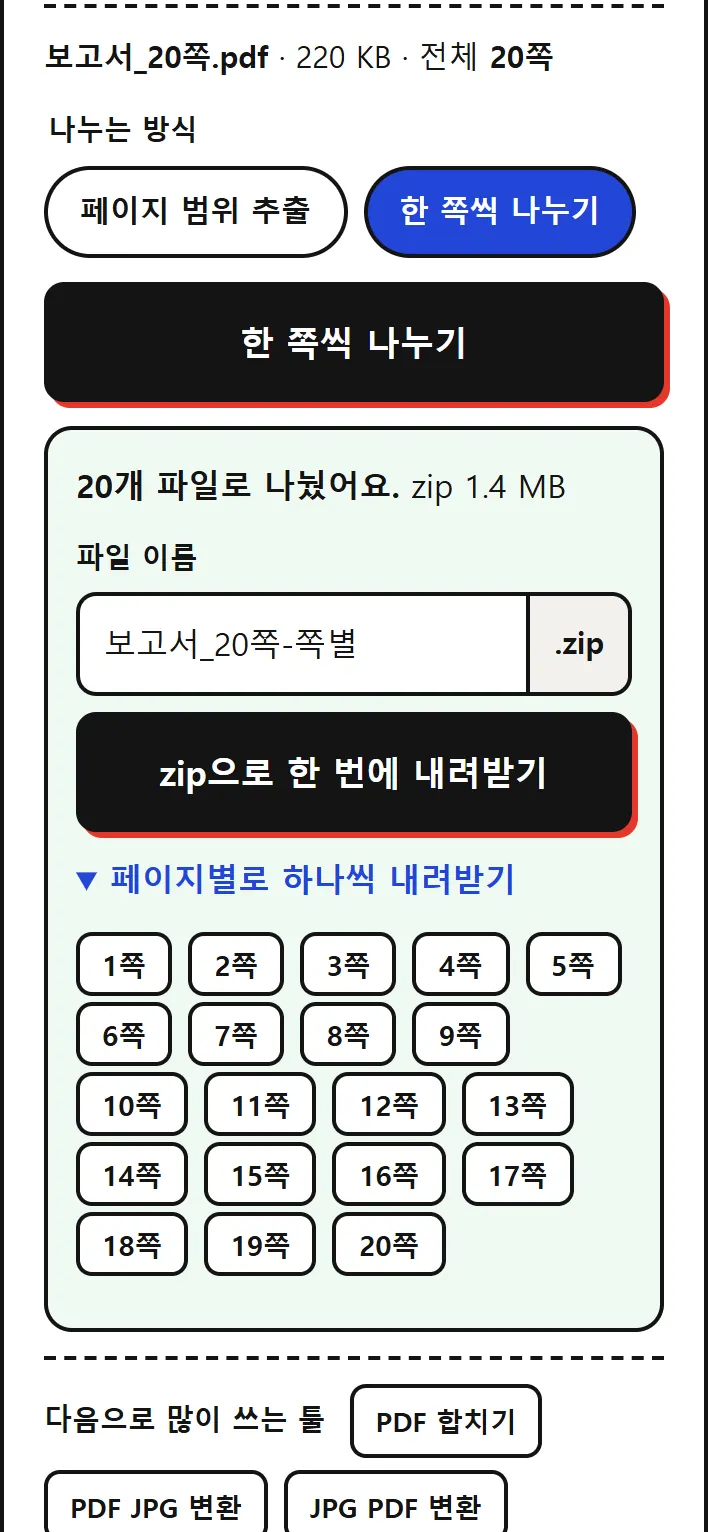 보고서_20쪽.pdf · 220 KB · 전체 20쪽
나누는 방식
페이지 범위 추출 한 쪽씩 나누기
한 쪽씩 나누기
20개 파일로 나눴어요. zip 1.4 MB
파일 이름
보고서_20쪽-쪽별 .zip
zip으로 한 번에 내려받기
▼ 페이지별로 하나씩 내려받기
1쪽 2쪽 3쪽 4쪽 5쪽
6쪽 7쪽 8쪽 9쪽
10쪽 11쪽 12쪽 13쪽
14쪽 15쪽 16쪽 17쪽
18쪽 19쪽 20쪽
다음으로 많이 쓰는 툴 PDF 합치기
PDF JPG 변환 JPG PDF 변환